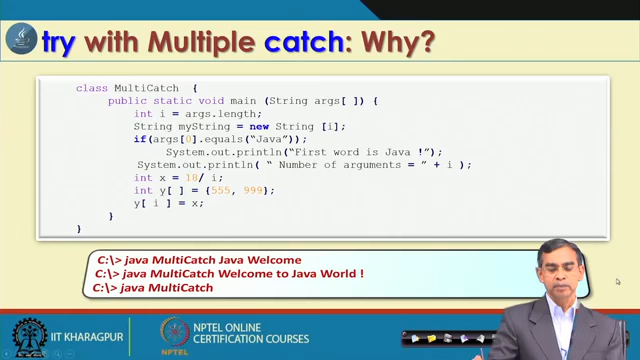 try with Multiple catch: Why?
class MultiCatch {
public static void main (String args[ ]) {
int i = args.length;
String myString = new String [i];
if(args[0].equals(“Java”));
System.out.println(“First word is Java !”);
System.out.println( “ Number of arguments = ” + i );
int x = 18/ i;
int y[ ] = {555, 999};
y[ i ] = x;
}
}
C:\> java MultiCatch Java Welcome
C:\> java MultiCatch Welcome to Java World !
C:\> java MultiCatch
IIT KHARAGPUR
NPTEL
NPTEL ONLINE
CERTIFICATION COURSES